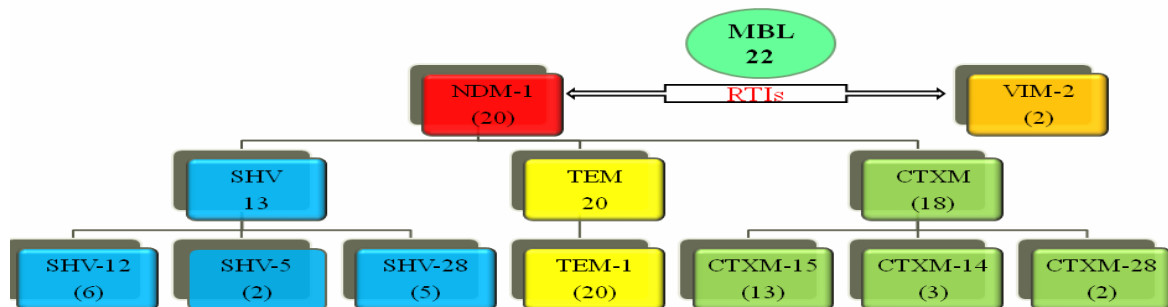 MBL
22
NDM-1
(20)
RTIs
VIM-2
(2)
SHV
13
TEM
20
CTXM
(18)
SHV-12
(6)
SHV-5
(2)
SHV-28
(5)
TEM-1
(20)
CTXM-15
(13)
CTXM-14
(3)
CTXM-28
(2)